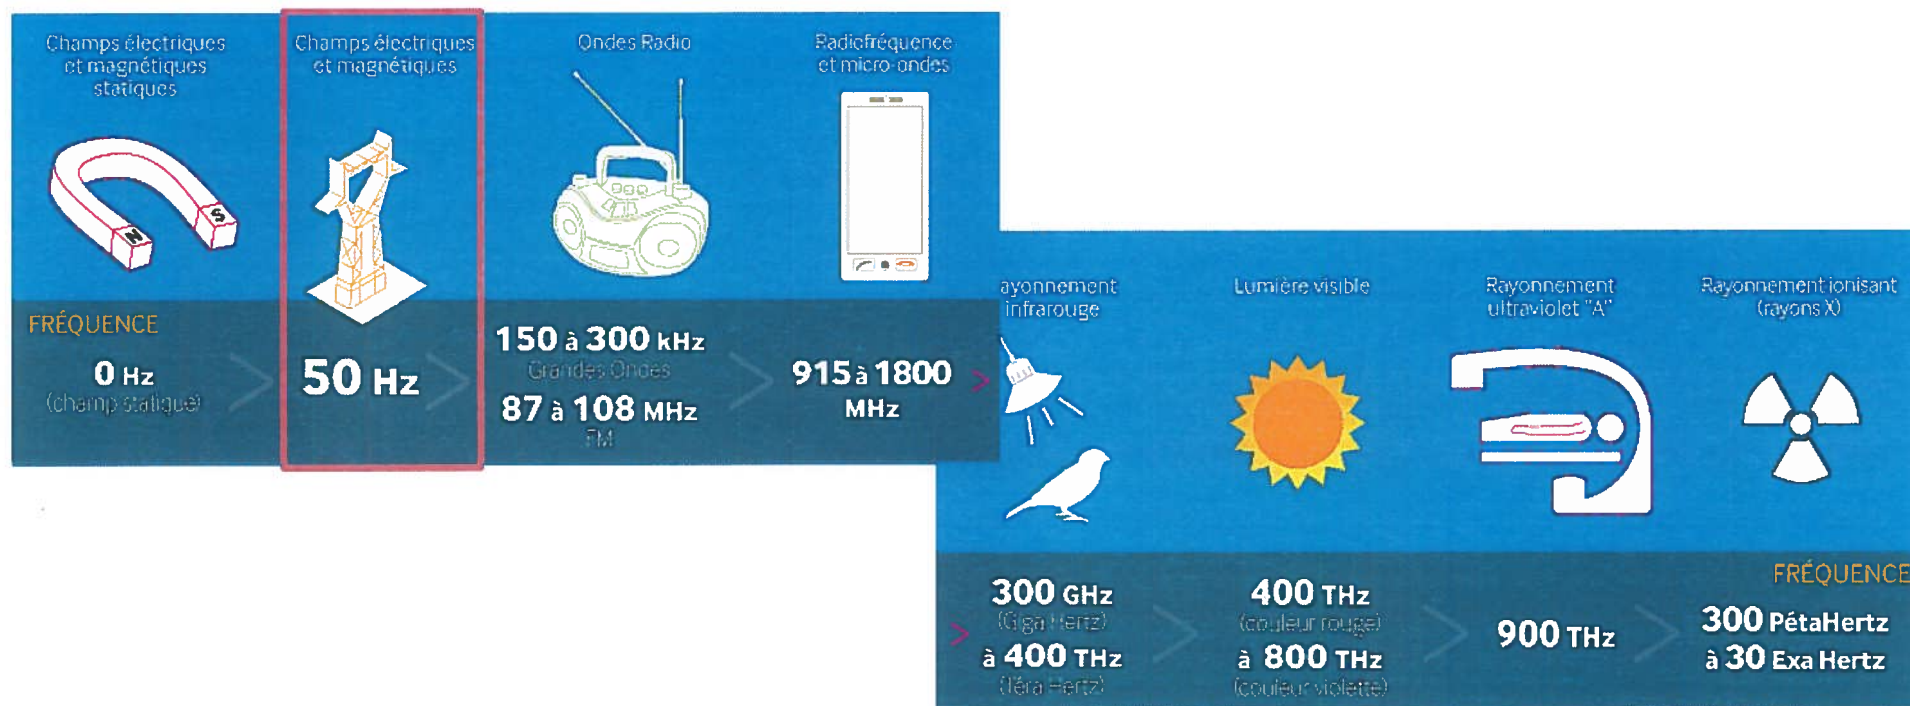 Champs électriques
et magnétiques
statiques
Champs électriques
et magnétiques
Ondes Radio
Radiofréquence
et micro-ondes
N
S
FRÉQUENCE
0 Hz
(champ statique)
50 Hz
150 à 300 kHz
Grandes Ondes
87 à 108 MHz
FM
915 à 1800
MHz
ayonnement
infrarouge
Lumière visible
Rayonnement
ultraviolet "A"
Rayonnement ionisant
(rayons X)
FRÉQUENCE
300 GHz
(Giga Hertz)
à 400 THz
(Téra Hertz)
400 THz
(couleur rouge)
à 800 THz
(couleur violette)
900 THz
300 PétaHertz
à 30 Exa Hertz